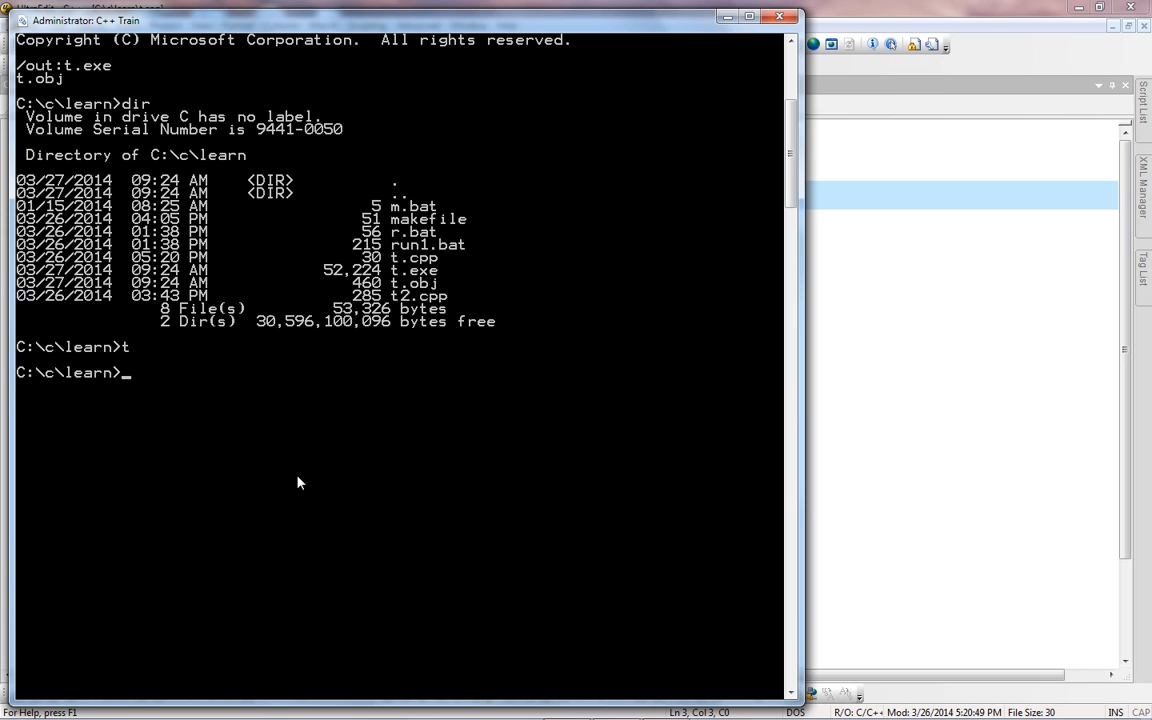 Administrator: C++ Train
Copyright (C) Microsoft Corporation.  All rights reserved.
/out:t.exe
t.obj
C:\c\learn>dir
Volume in drive C has no label.
Volume Serial Number is 9441-0050
Directory of C:\c\learn
03/27/2014  09:24 AM    <DIR>          .
03/27/2014  09:24 AM    <DIR>          ..
01/15/2014  08:25 AM                 5 m.bat
03/26/2014  04:05 PM                51 makefile
03/26/2014  01:38 PM                56 r.bat
03/26/2014  01:38 PM               215 run1.bat
03/26/2014  05:20 PM                30 t.cpp
03/27/2014  09:24 AM            52,224 t.exe
03/27/2014  09:24 AM               460 t.obj
03/26/2014  03:43 PM               285 t2.cpp
8 File(s)         53,326 bytes
2 Dir(s)  30,596,100,096 bytes free
C:\c\learn>t
C:\c\learn>_
Script List
XML Manager
Tag List
For Help, press F1
Ln 3, Col 3, C0
DOS
R/O: C/C++
Mod: 3/26/2014 5:20:49 PM
File Size: 30
INS
CAP